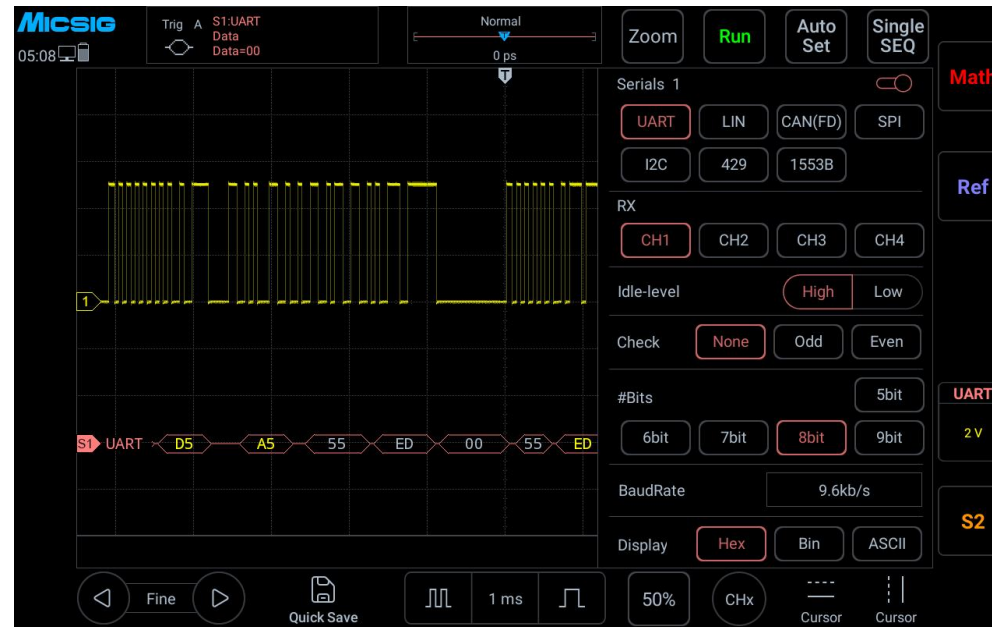 Micsig
05:08
Trig A S1:UART
Data
Data=00
Normal
0 ps
T
Zoom
Run
Auto
Set
Single
SEQ
Serials 1
UART LIN CAN(FD) SPI
I2C 429 1553B
RX
CH1 CH2 CH3 CH4
Idle-level High Low
Check None Odd Even
#Bits 5bit
6bit 7bit 8bit 9bit
BaudRate 9.6kb/s
Display Hex Bin ASCII
Math
Ref
UART
2 V
S2
1
S1 UART D5 A5 55 ED 00 55 ED
Fine
Quick Save
1 ms
50%
CHx
Cursor
Cursor